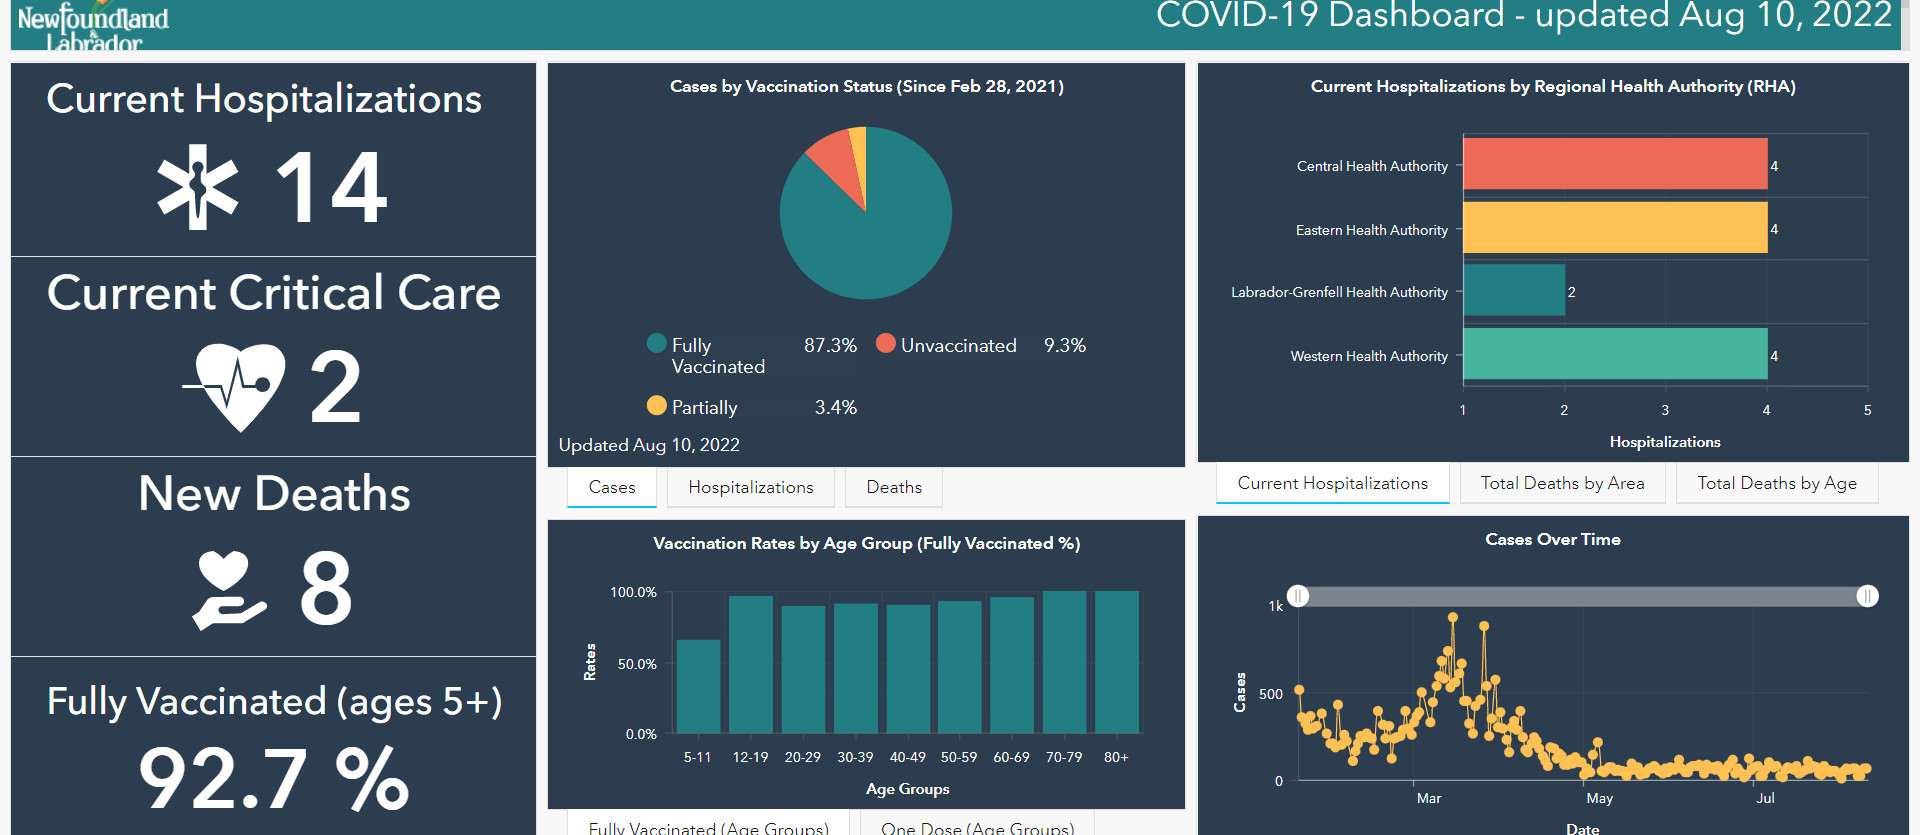 Newfoundland
&
Labrador
COVID-19 Dashboard - updated Aug 10, 2022
Current Hospitalizations
14
Current Critical Care
2
New Deaths
8
Fully Vaccinated (ages 5+)
92.7 %
Cases by Vaccination Status (Since Feb 28, 2021)
Fully Vaccinated 87.3%
Unvaccinated 9.3%
Partially 3.4%
Updated Aug 10, 2022
Cases Hospitalizations Deaths
Vaccination Rates by Age Group (Fully Vaccinated %)
Rates
100.0%
50.0%
0.0%
5-11 12-19 20-29 30-39 40-49 50-59 60-69 70-79 80+
Age Groups
Fully Vaccinated (Age Groups) One Dose (Age Groups)
Current Hospitalizations by Regional Health Authority (RHA)
Central Health Authority 4
Eastern Health Authority 4
Labrador-Grenfell Health Authority 2
Western Health Authority 4
1 2 3 4 5
Hospitalizations
Current Hospitalizations Total Deaths by Area Total Deaths by Age
Cases Over Time
Cases
1k
500
0
Mar May Jul
Date